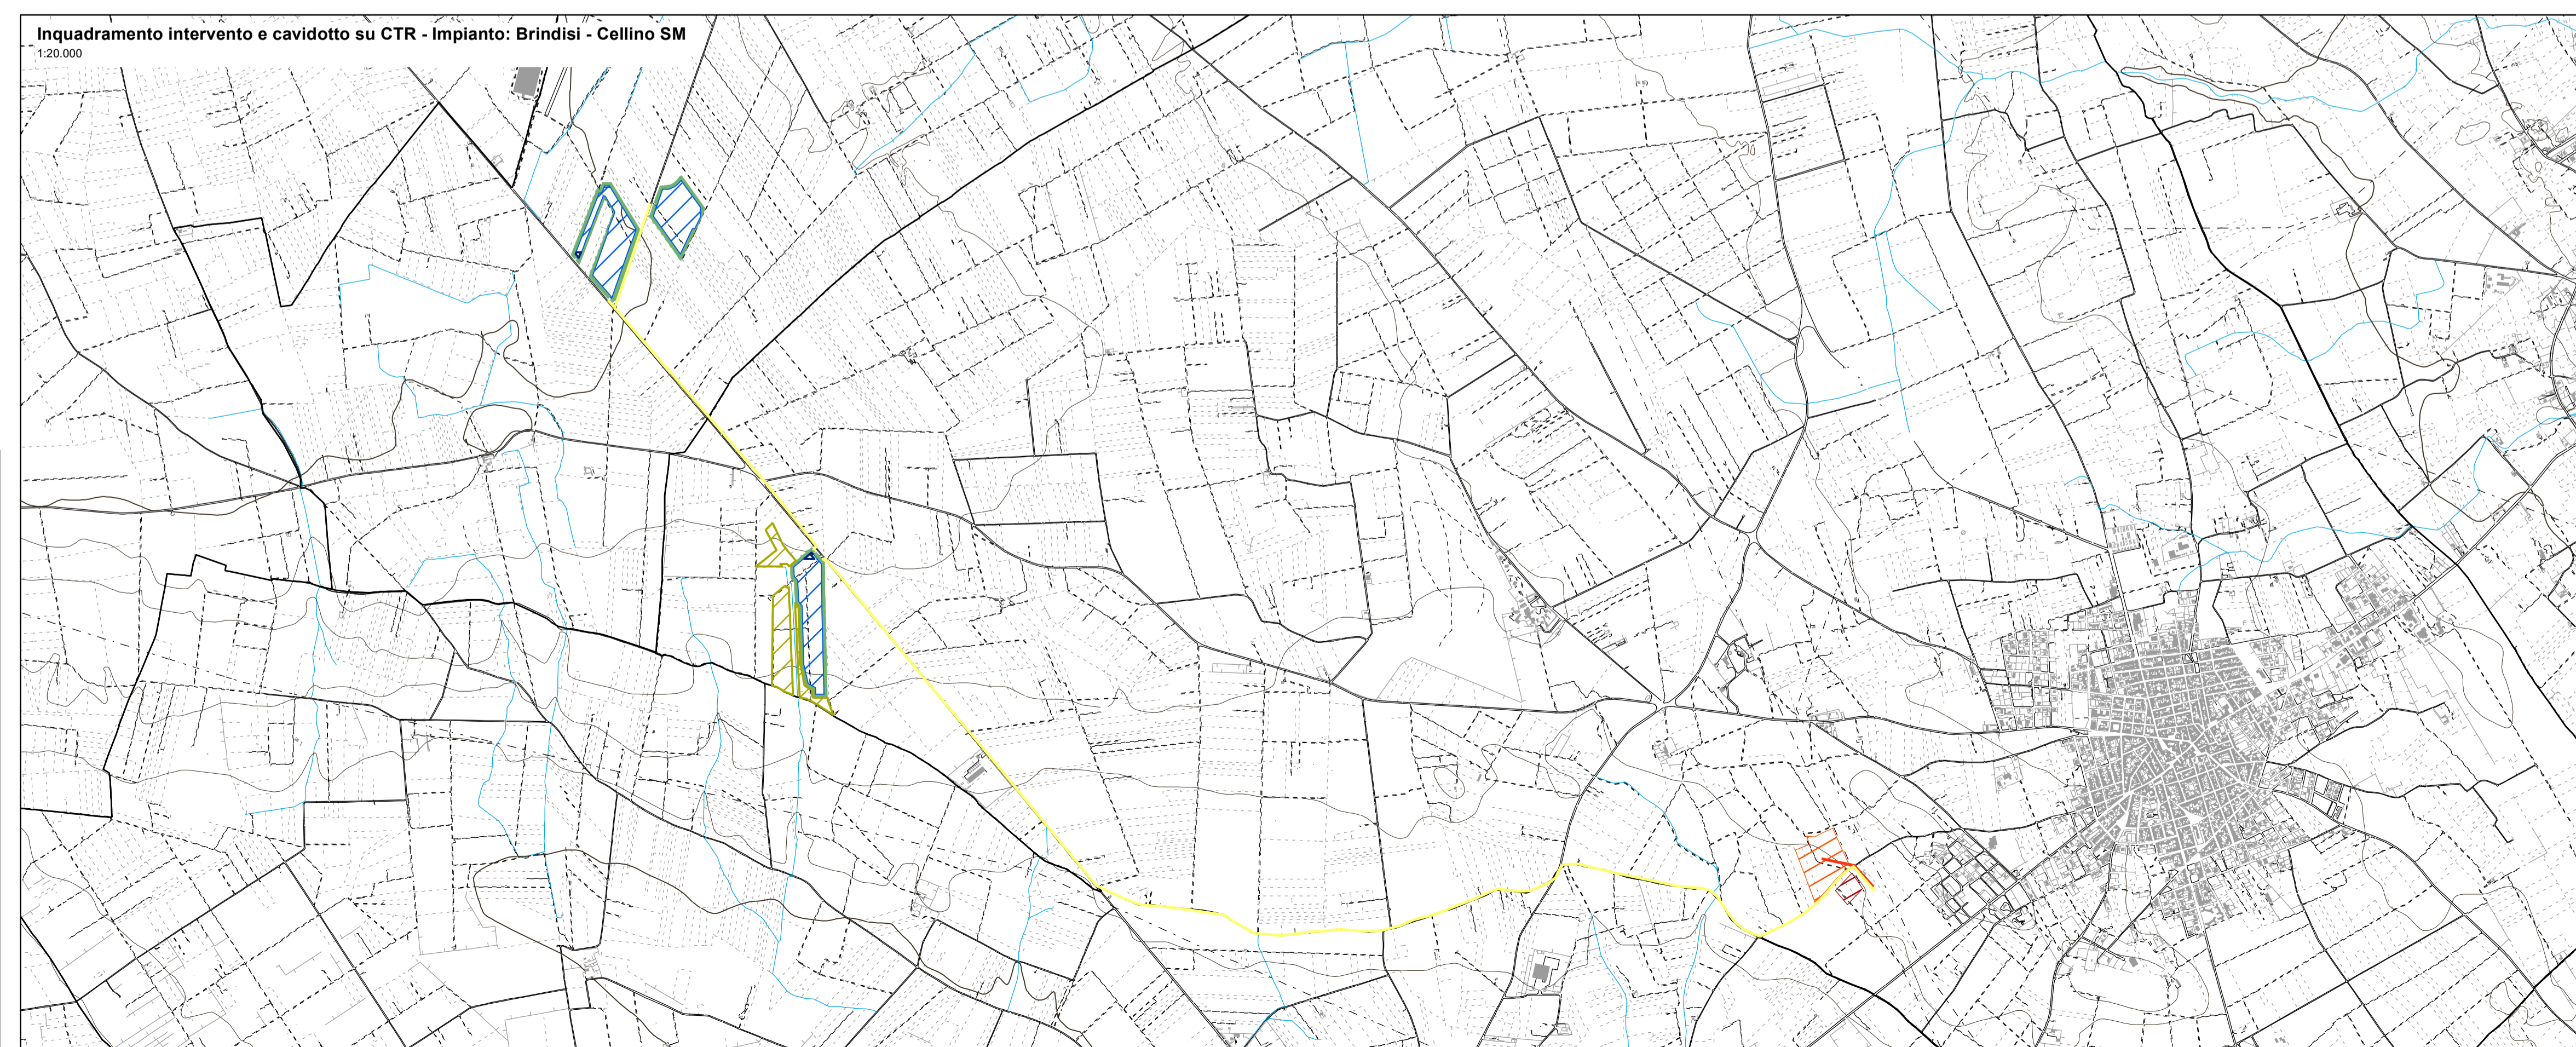 Inquadramento intervento e cavidotto su CTR - Impianto: Brindisi - Cellino SM
1:20.000